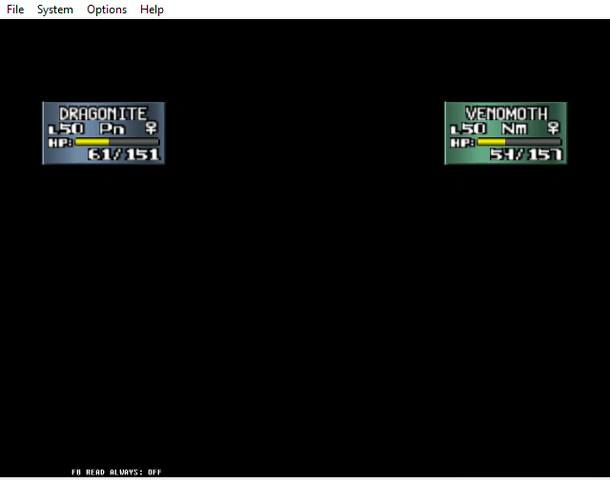 File System Options Help
DRAGONITE
L50 Pn ♀
HP:
61/151
VENOMOTH
L50 Nm ♀
HP:
54/157
FB READ ALWAYS: OFF